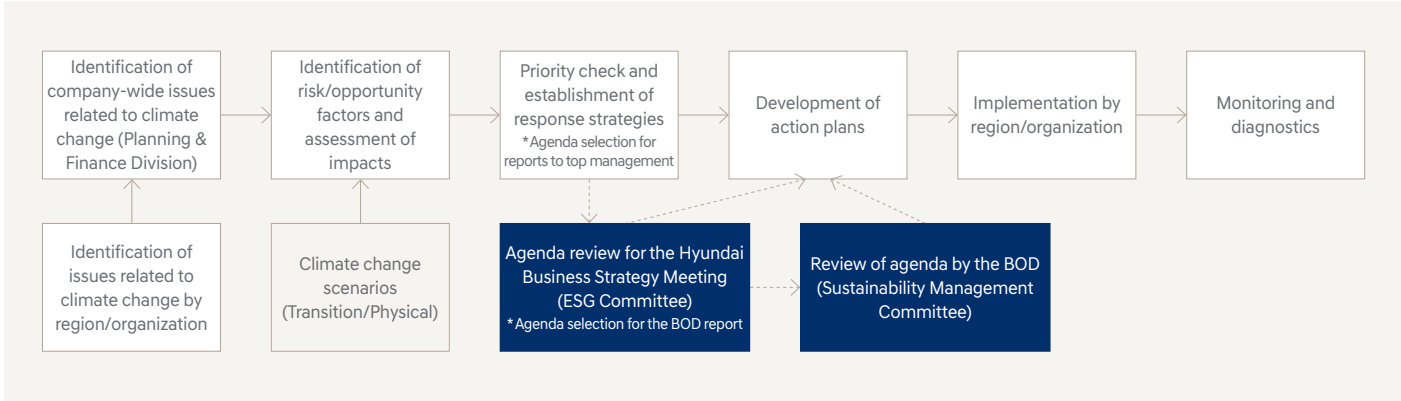 Identification of
company-wide issues
related to climate
change (Planning &
Finance Division)
Identification of
risk/opportunity
factors and
assessment of
impacts
Priority check and
establishment of
response strategies
*Agenda selection for
reports to top management
Development of
action plans
Implementation by
region/organization
Monitoring and
diagnostics
Identification of
issues related to
climate change by
region/organization
Climate change
scenarios
(Transition/Physical)
Agenda review for the Hyundai
Business Strategy Meeting
(ESG Committee)
*Agenda selection for the BOD report
Review of agenda by the BOD
(Sustainability Management
Committee)